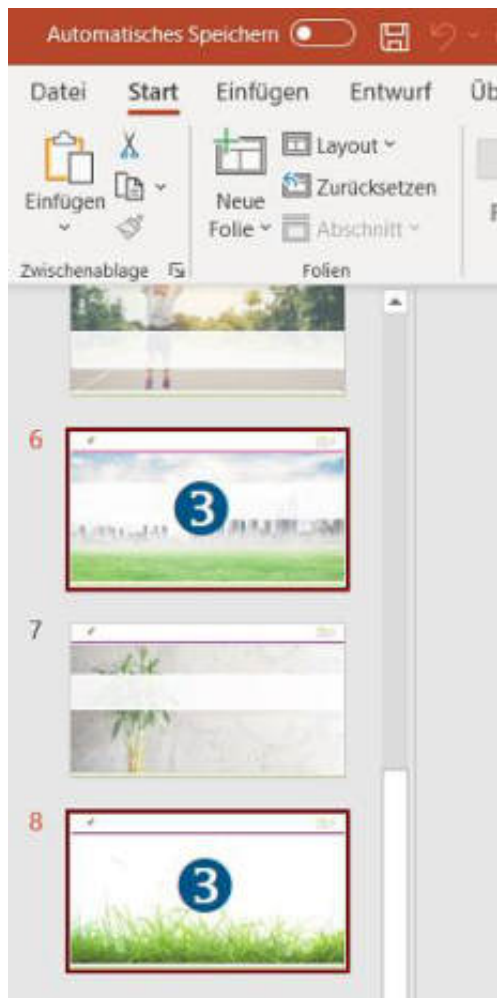 Automatisches Speichern
Datei Start Einfügen Entwurf Üb
Einfügen
Neue
Folie
Layout
Zurücksetzen
Abschnitt
F
Zwischenablage
Folien
6
3
7
8
3